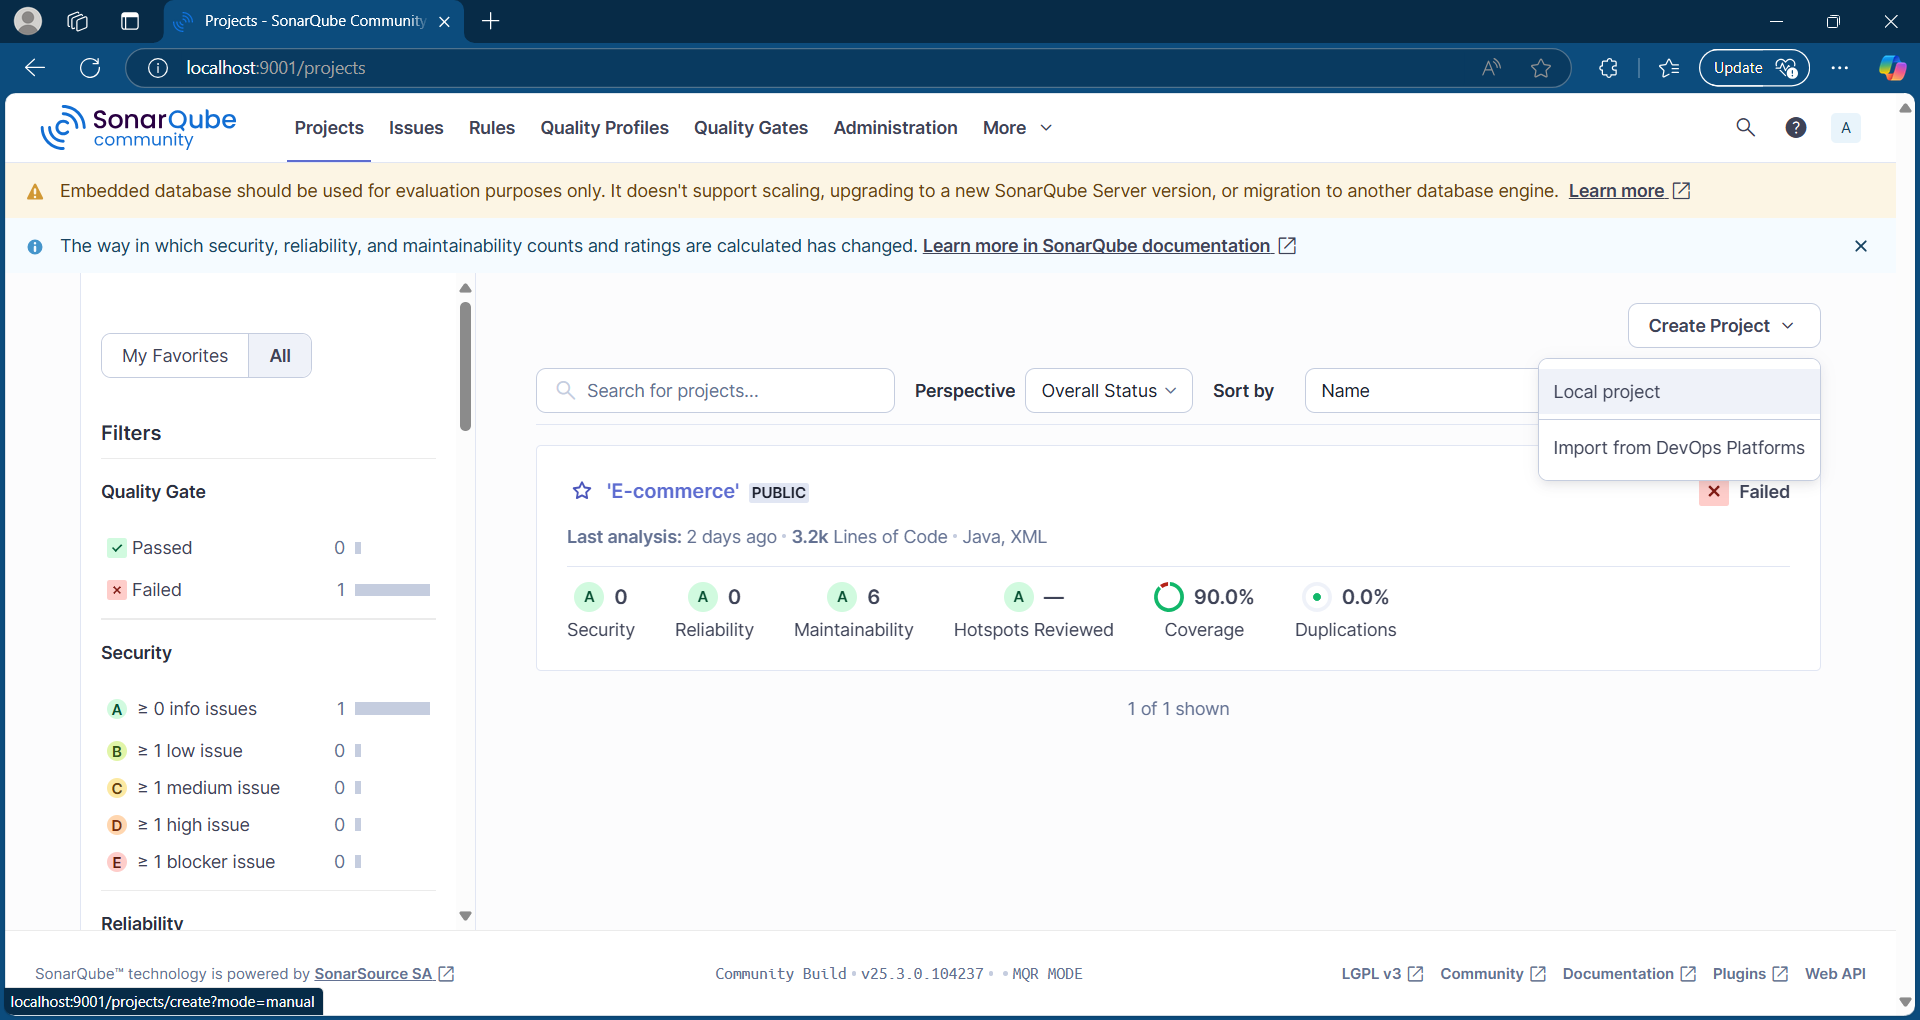 Projects - SonarQube Community
localhost:9001/projects
Update
SonarQube
community
Projects
Issues
Rules
Quality Profiles
Quality Gates
Administration
More
A
Embedded database should be used for evaluation purposes only. It doesn't support scaling, upgrading to a new SonarQube Server version, or migration to another database engine. Learn more
The way in which security, reliability, and maintainability counts and ratings are calculated has changed. Learn more in SonarQube documentation
My Favorites
All
Create Project
Search for projects...
Perspective
Overall Status
Sort by
Name
Local project
Import from DevOps Platforms
Filters
Quality Gate
Passed 0
Failed 1
Security
A ≥ 0 info issues 1
B ≥ 1 low issue 0
C ≥ 1 medium issue 0
D ≥ 1 high issue 0
E ≥ 1 blocker issue 0
Reliability
'E-commerce' PUBLIC
Failed
Last analysis: 2 days ago · 3.2k Lines of Code · Java, XML
A 0
Security
A 0
Reliability
A 6
Maintainability
A —
Hotspots Reviewed
90.0%
Coverage
0.0%
Duplications
1 of 1 shown
SonarQube™ technology is powered by SonarSource SA
Community Build · v25.3.0.104237 · · MQR MODE
LGPL v3
Community
Documentation
Plugins
Web API
localhost:9001/projects/create?mode=manual